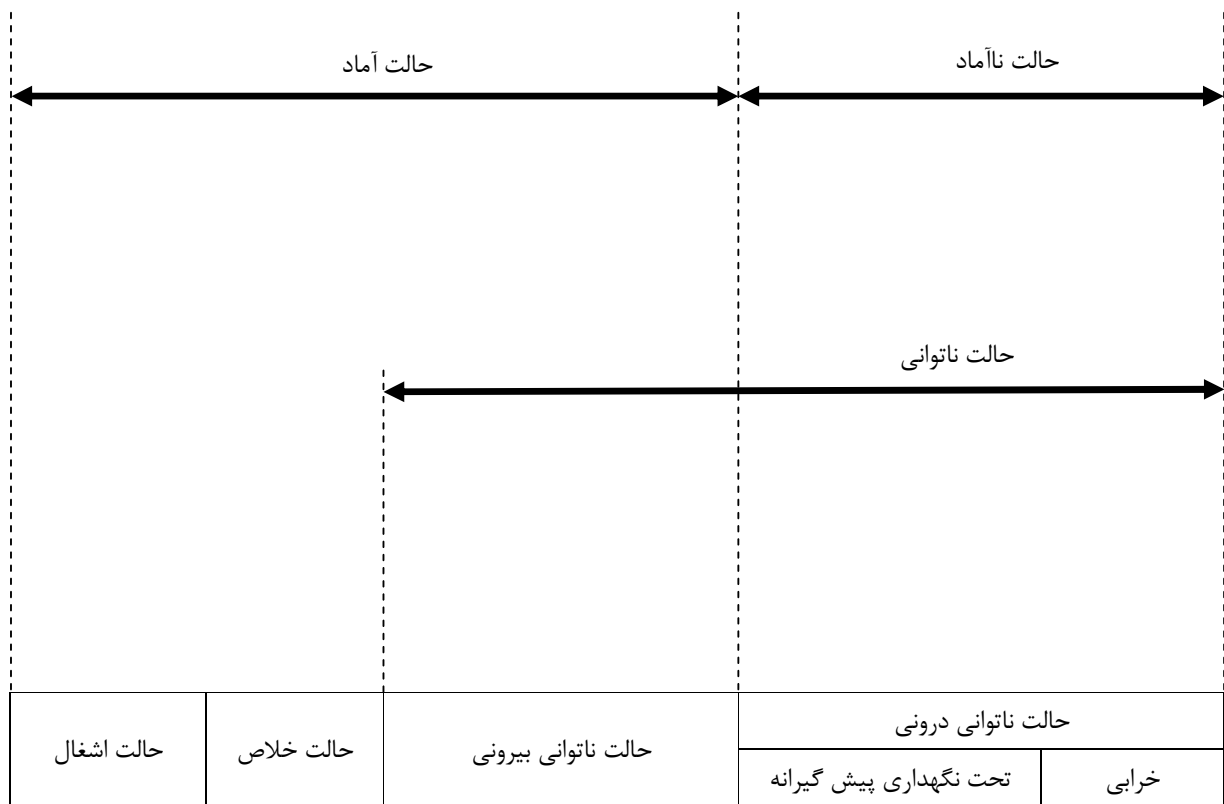 حالت ناآماد
حالت آماد
حالت ناتوانی
حالت ناتوانی درونی
خرابی
تحت نگهداری پیش گیرانه
حالت ناتوانی بیرونی
حالت خلاص
حالت اشغال